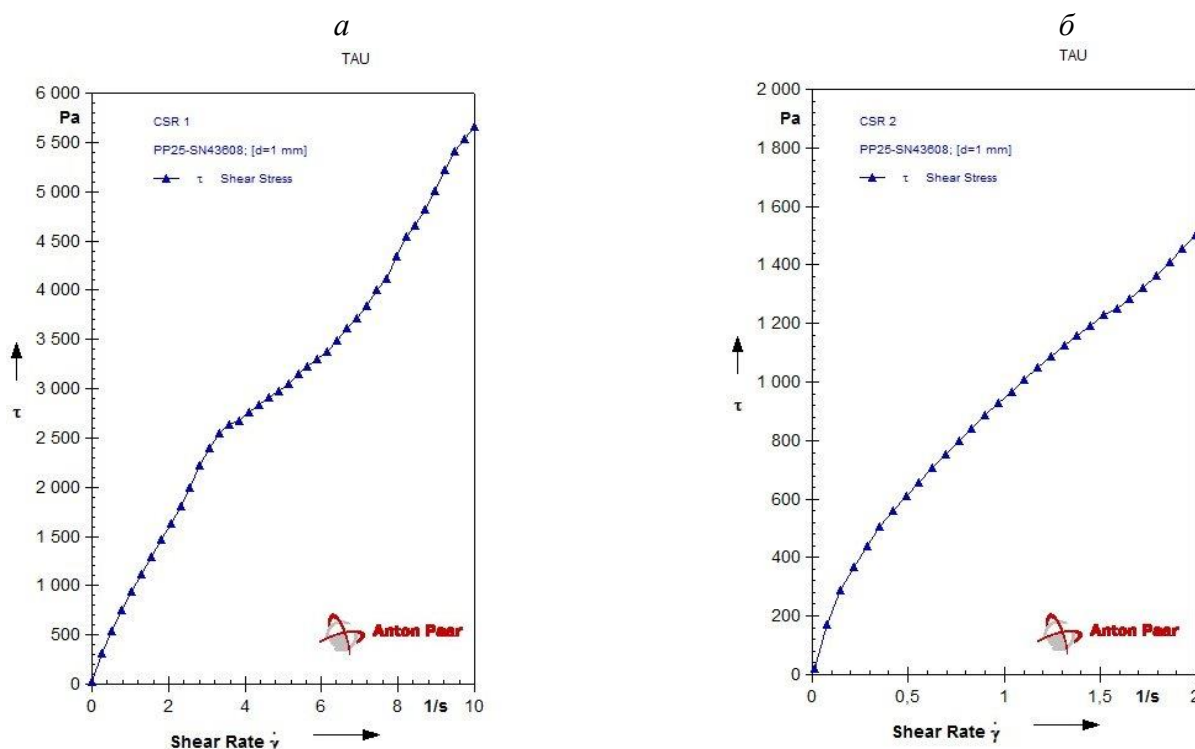 а
TAU
6 000
Pa
5 500
5 000
4 500
4 000
3 500
3 000
2 500
2 000
1 500
1 000
500
0
τ
CSR 1
PP25-SN43608; [d=1 mm]
τ Shear Stress
Anton Paar
0 2 4 6 8 1/s 10
Shear Rate γ̇
б
TAU
2 000
Pa
1 800
1 600
1 400
1 200
1 000
800
600
400
200
0
τ
CSR 2
PP25-SN43608; [d=1 mm]
τ Shear Stress
Anton Paar
0 0,5 1 1,5 1/s 2
Shear Rate γ̇